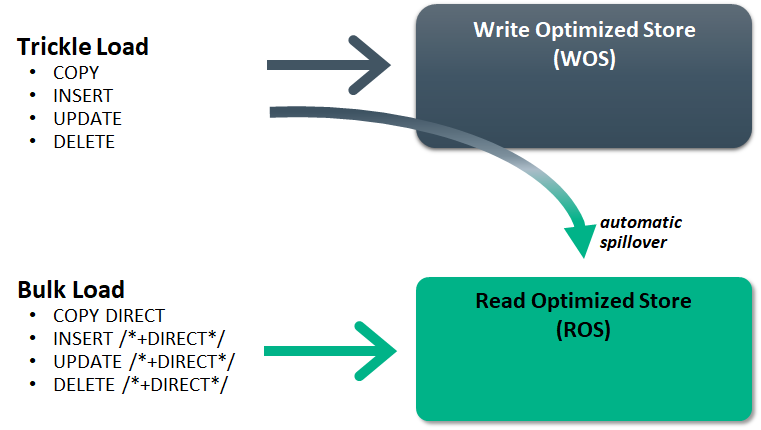 Trickle Load
• COPY
• INSERT
• UPDATE
• DELETE
Write Optimized Store
(WOS)
automatic
spillover
Bulk Load
• COPY DIRECT
• INSERT /*+DIRECT*/
• UPDATE /*+DIRECT*/
• DELETE /*+DIRECT*/
Read Optimized Store
(ROS)